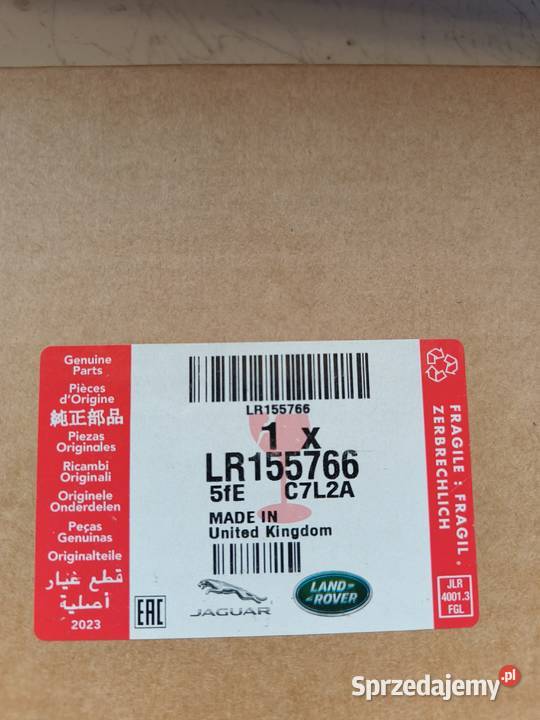 Genuine
Parts
Pièces
d'Origine
純正部品
Piezas
Originales
Ricambi
Originali
Originele
Onderdelen
Peças
Genuinas
Originalteile
قطع غيار
أصلية
2023
LR155766
1 x
LR155766
5fE C7L2A
MADE IN
United Kingdom
EAC
JAGUAR
LAND-
-ROVER
FRAGILE : FRAGIL .
ZERBRECHLICH
JLR
4001.3
FGL
Sprzedajemy.pl